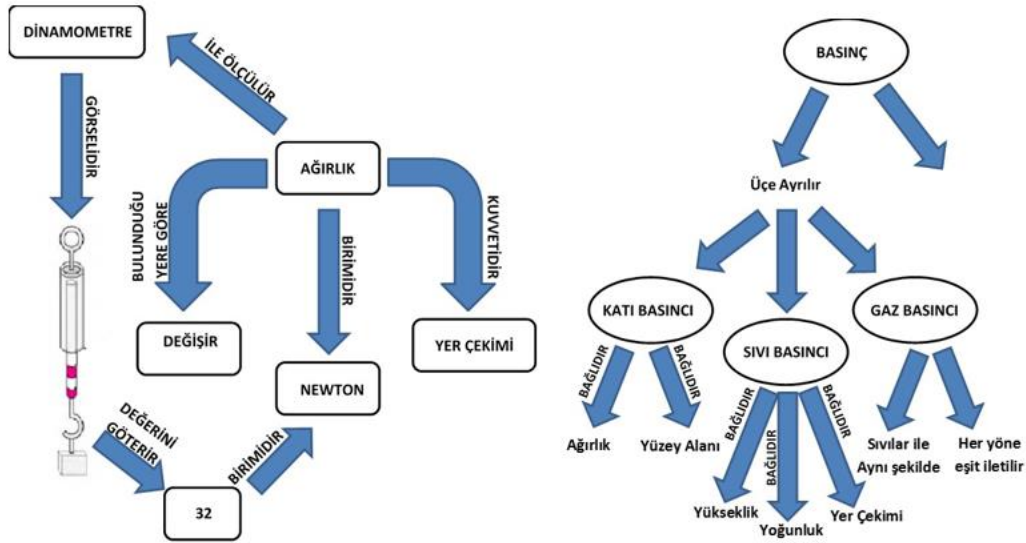 DİNAMOMETRE
İLE ÖLÇÜLÜR
GÖRSELİDİR
AĞIRLIK
BULUNDUĞU
YERE GÖRE
BİRİMİDİR
KUVVETİDİR
DEĞİŞİR
NEWTON
YER ÇEKİMİ
DEĞERİNİ
GÖTERİR
BİRİMİDİR
32
BASINÇ
Üçe Ayrılır
KATI BASINCI
SIVI BASINCI
GAZ BASINCI
BAĞLIDIR
BAĞLIDIR
Ağırlık
Yüzey Alanı
BAĞLIDIR
BAĞLIDIR
BAĞLIDIR
Yükseklik
Yoğunluk
Yer Çekimi
Sıvılar ile
Aynı şekilde
Her yöne
eşit iletilir